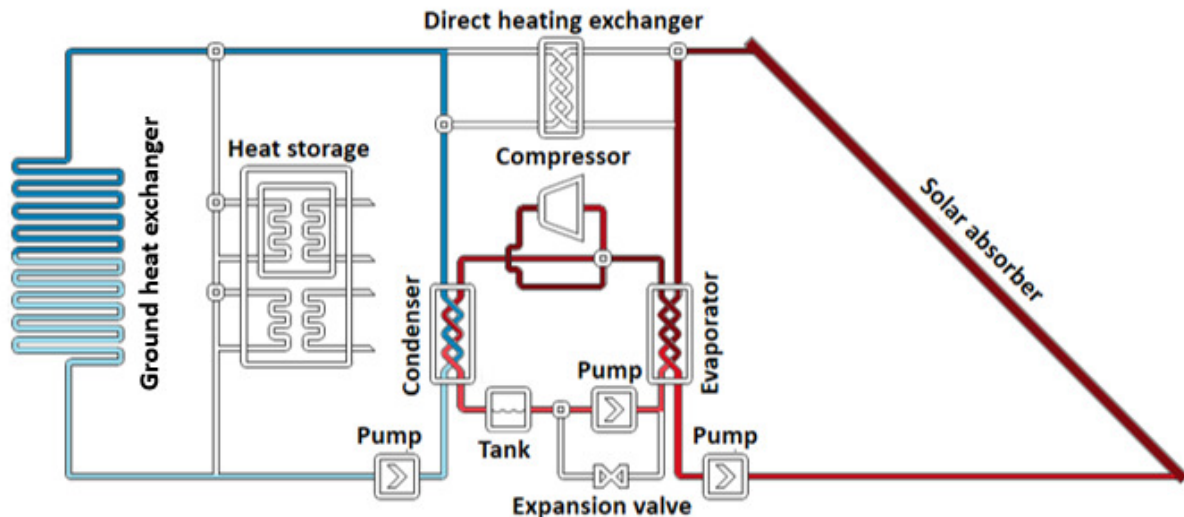 Direct heating exchanger
Heat storage
Compressor
Ground heat exchanger
Solar absorber
Condenser
Evaporator
Pump
Pump
Tank
Pump
Expansion valve